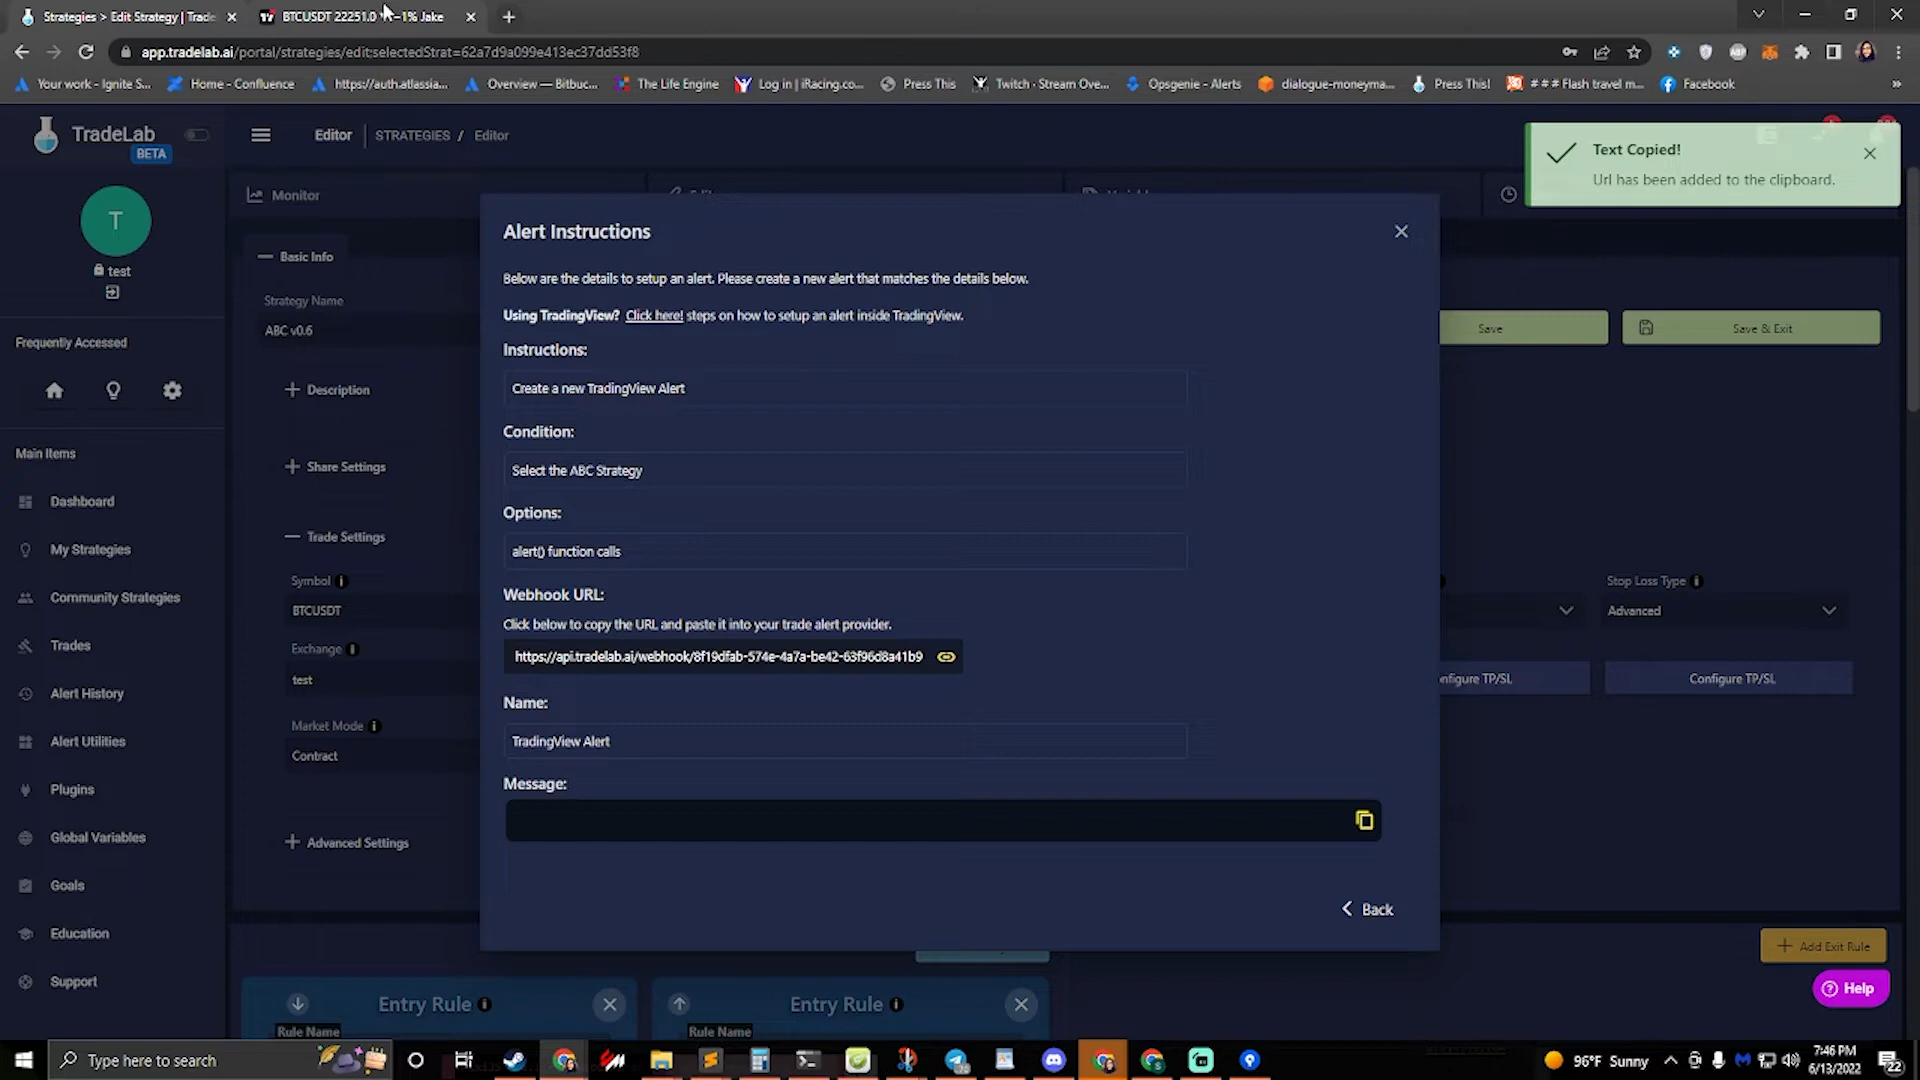 Strategies > Edit Strategy | Trade
BTCUSDT 22251.0 −1% Jake
app.tradelab.ai/portal/strategies/edit;selectedStrat=62a7d9a099e413ec37dd53f8
Your work - Ignite S...
Home - Confluence
https://auth.atlassia...
Overview — Bitbuc...
The Life Engine
Log in | iRacing.co...
Press This
Twitch - Stream Ove...
Opsgenie - Alerts
dialogue-moneyma...
Press This!
# # # Flash travel m...
Facebook
»
TradeLab
BETA
Editor
STRATEGIES / Editor
Text Copied!
Url has been added to the clipboard.
T
test
Frequently Accessed
Main Items
Dashboard
My Strategies
Community Strategies
Trades
Alert History
Alert Utilities
Plugins
Global Variables
Goals
Education
Support
Monitor
Basic Info
Strategy Name
ABC v0.6
Description
Share Settings
Trade Settings
Symbol
BTCUSDT
Exchange
test
Market Mode
Contract
Advanced Settings
Alert Instructions
Below are the details to setup an alert. Please create a new alert that matches the details below.
Using TradingView? Click here! steps on how to setup an alert inside TradingView.
Instructions:
Create a new TradingView Alert
Condition:
Select the ABC Strategy
Options:
alert() function calls
Webhook URL:
Click below to copy the URL and paste it into your trade alert provider.
https://api.tradelab.ai/webhook/8f19dfab-574e-4a7a-be42-63f96d8a41b9
Name:
TradingView Alert
Message:
Back
Save
Save & Exit
Stop Loss Type
Advanced
nfigure TP/SL
Configure TP/SL
Add Exit Rule
Help
Entry Rule
Rule Name
Entry Rule
Rule Name
Type here to search
96°F Sunny
7:46 PM
6/13/2022
22